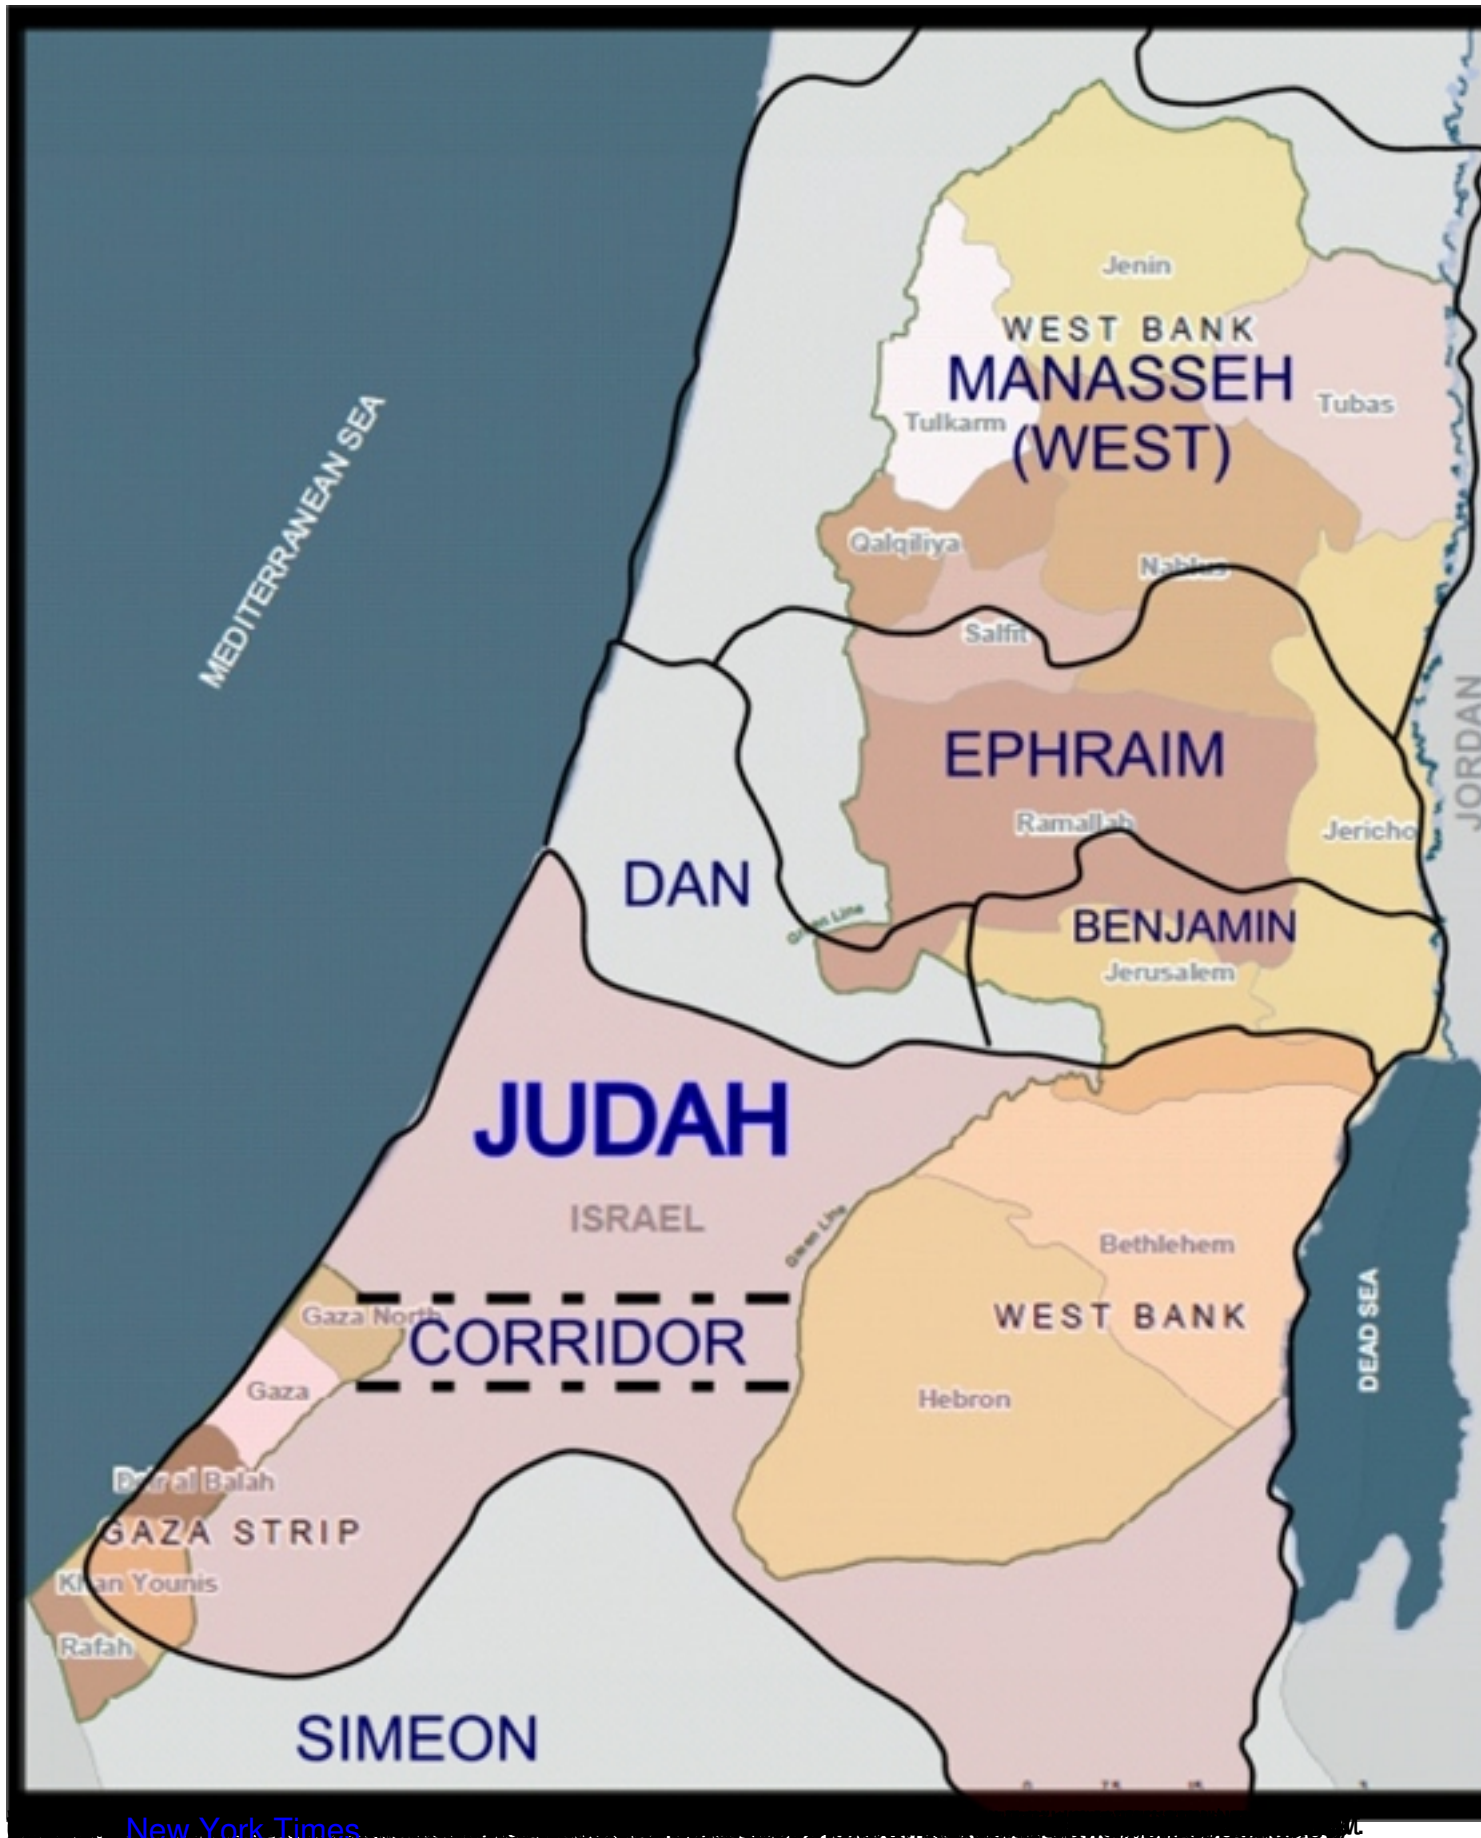 Jenin
WEST BANK
MANASSEH
(WEST)
Tulkarm
Tubas
MEDITERRANEAN SEA
Qalqiliya
Nablus
Salfit
JORDAN
EPHRAIM
Ramallah
Jericho
DAN
Green Line
BENJAMIN
Jerusalem
JUDAH
ISRAEL
Green Line
Bethlehem
Gaza North
CORRIDOR
WEST BANK
DEAD SEA
Gaza
Hebron
Deir al Balah
GAZA STRIP
Khan Younis
Rafah
SIMEON
New York Times